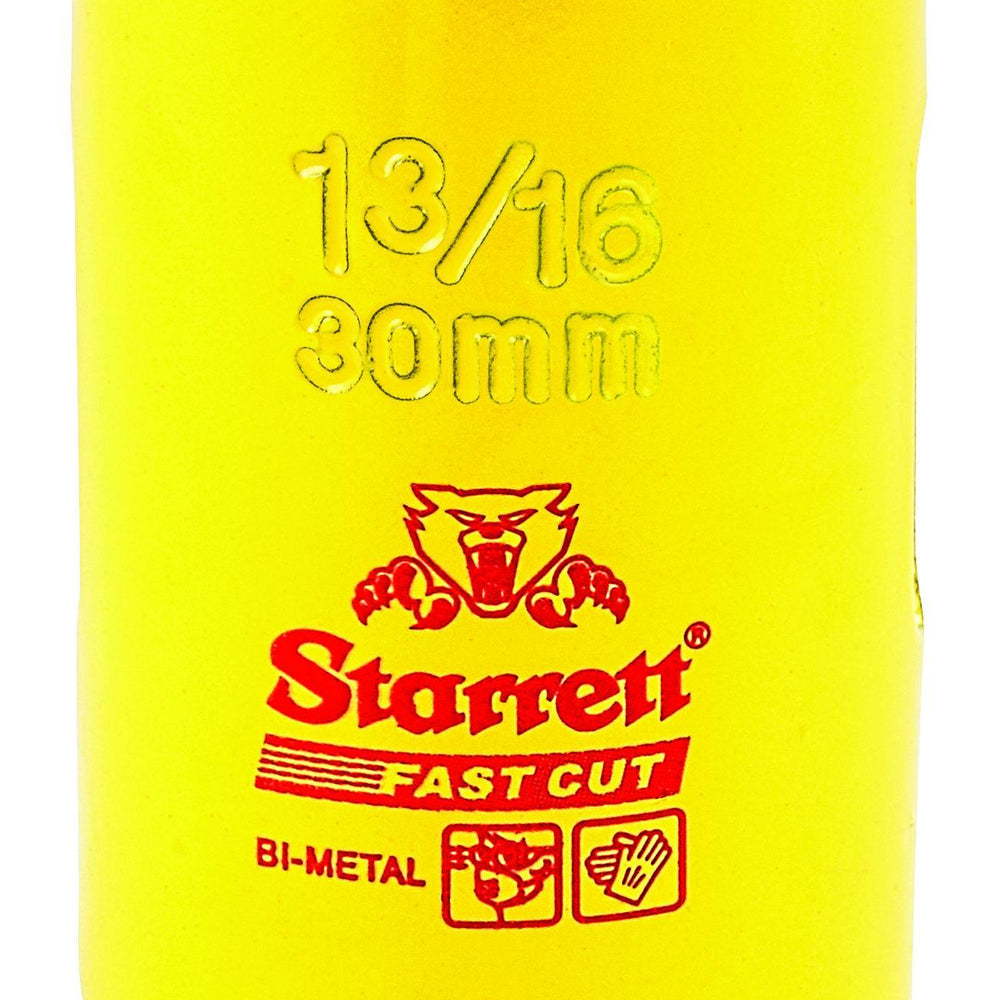 13/16
30mm
Starrett®
FAST CUT
BI-METAL